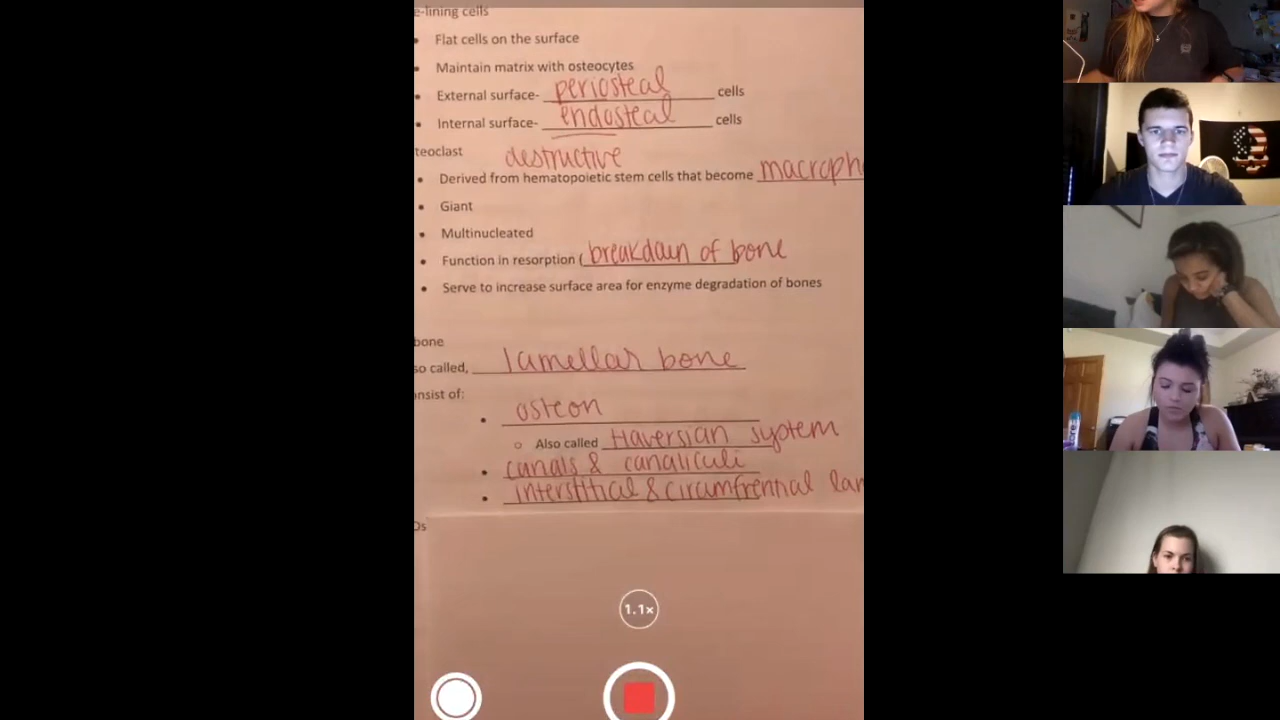 e-lining cells
• Flat cells on the surface
• Maintain matrix with osteocytes
• External surface- periosteal cells
• Internal surface- endosteal cells
teoclast destructive
• Derived from hematopoietic stem cells that become macroph
• Giant
• Multinucleated
• Function in resorption ( breakdown of bone
• Serve to increase surface area for enzyme degradation of bones
bone
so called, lamellar bone
nsist of:
• osteon
○ Also called Haversian system
• canals & canaliculi
• interstitial & circumfrential lam
Os
1.1×